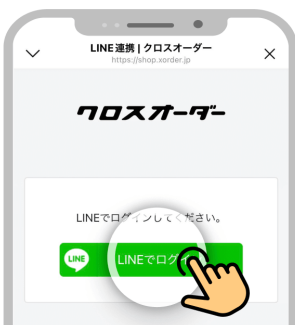 LINE連携 | クロスオーダー
https://shop.xorder.jp
クロスオーダー
LINEでログインしてください。
LINE
LINEでログイ